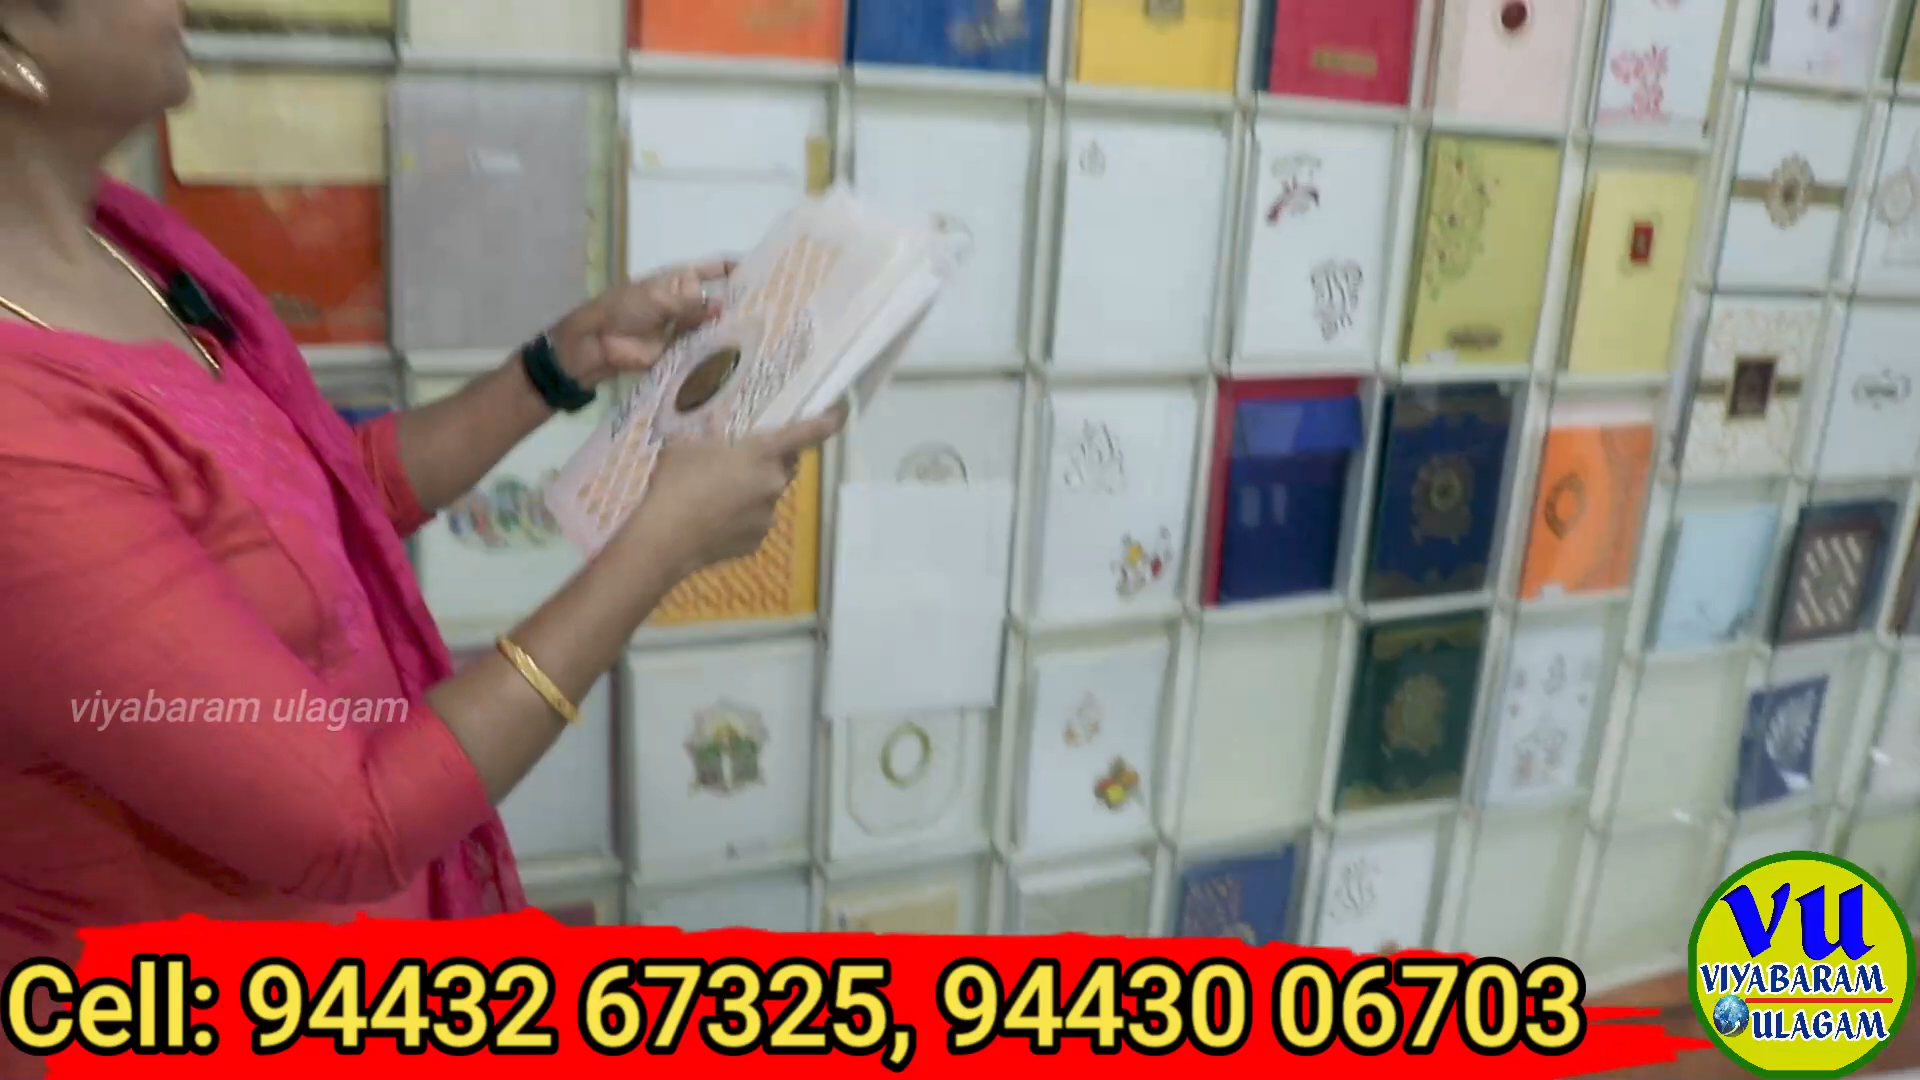 viyabaram ulagam
Cell: 94432 67325, 94430 06703
VU
VIYABARAM
ULAGAM